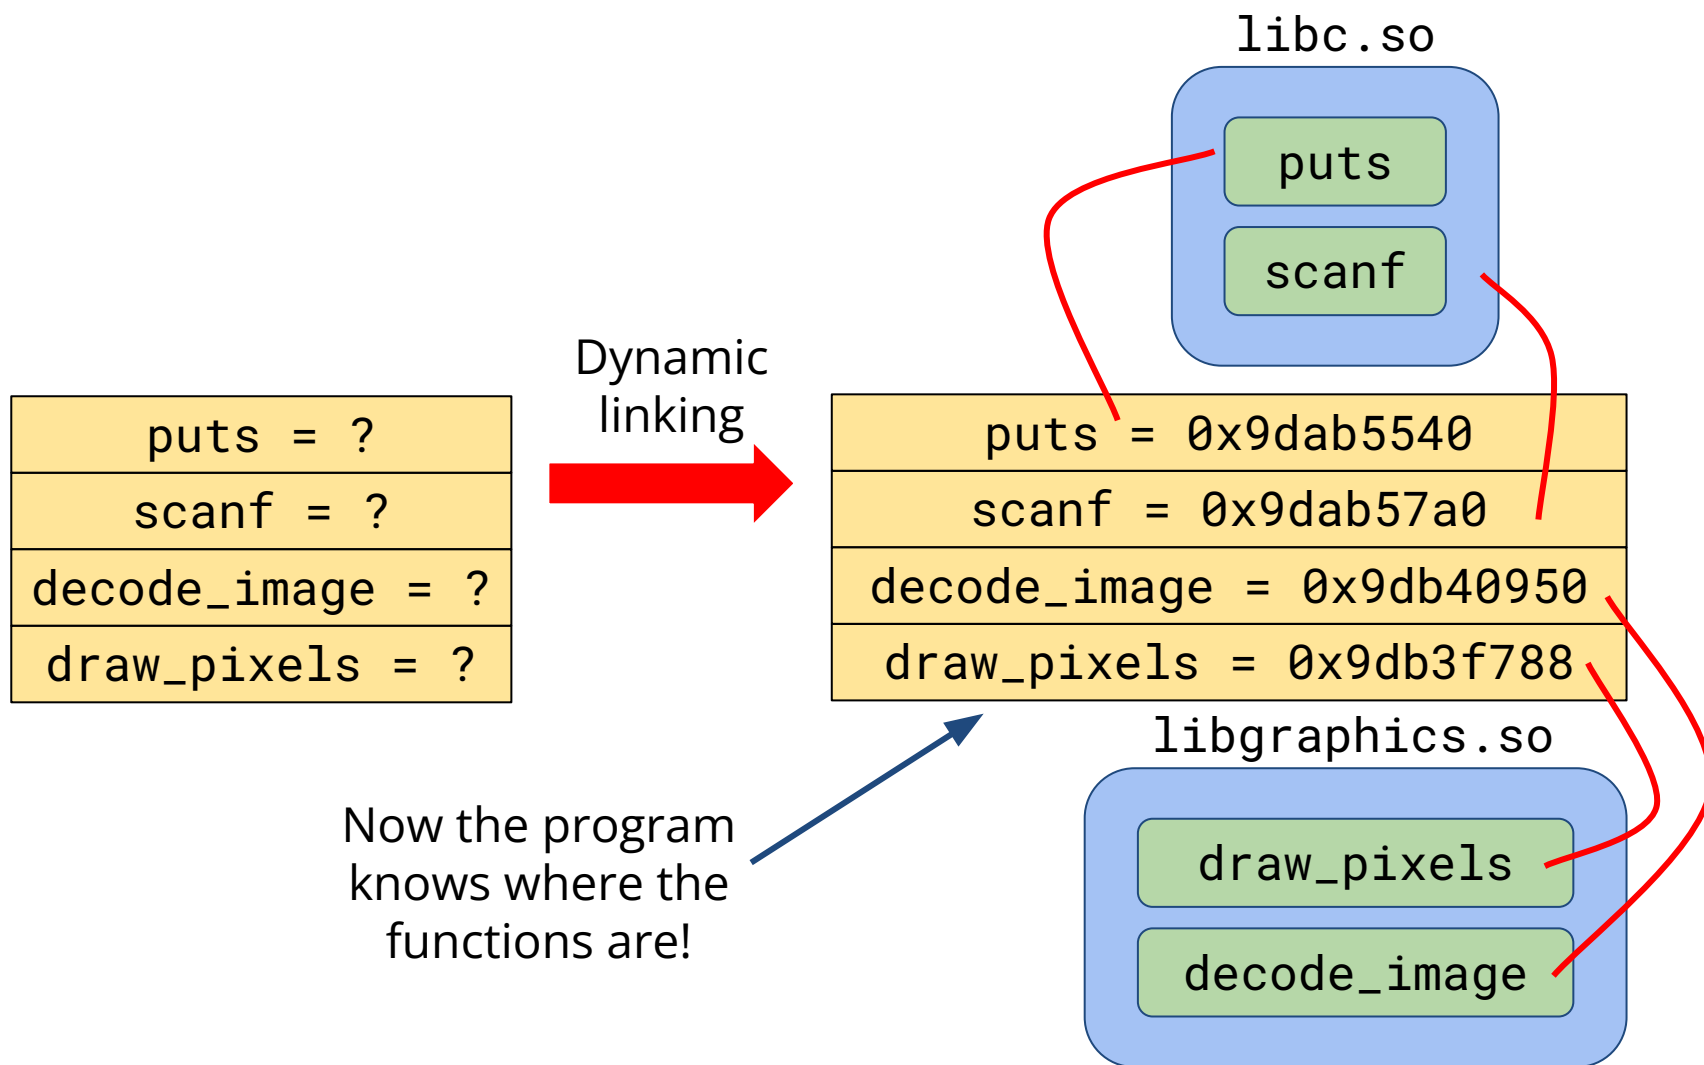 libc.so
puts
scanf
Dynamic
linking
puts = ?
scanf = ?
decode_image = ?
draw_pixels = ?
puts = 0x9dab5540
scanf = 0x9dab57a0
decode_image = 0x9db40950
draw_pixels = 0x9db3f788
Now the program
knows where the
functions are!
libgraphics.so
draw_pixels
decode_image